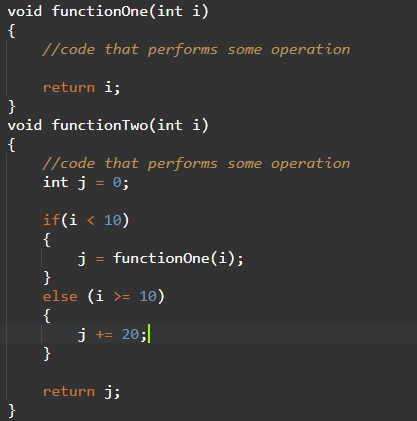 void functionOne(int i)
{
//code that performs some operation
return i;
}
void functionTwo(int i)
{
//code that performs some operation
int j = 0;
if(i < 10)
{
j = functionOne(i);
}
else (i >= 10)
{
j += 20;
}
return j;
}